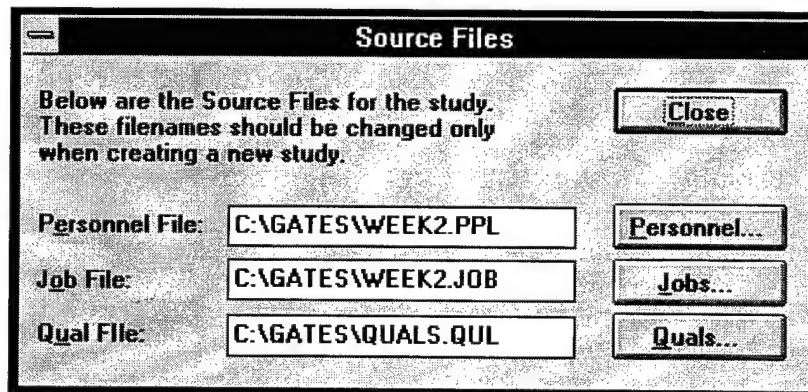 Source Files
Below are the Source Files for the study.
These filenames should be changed only
when creating a new study.
Close
Personnel File: C:\GATES\WEEK2.PPL Personnel...
Job File: C:\GATES\WEEK2.JOB Jobs...
Qual FIle: C:\GATES\QUALS.QUL Quals...